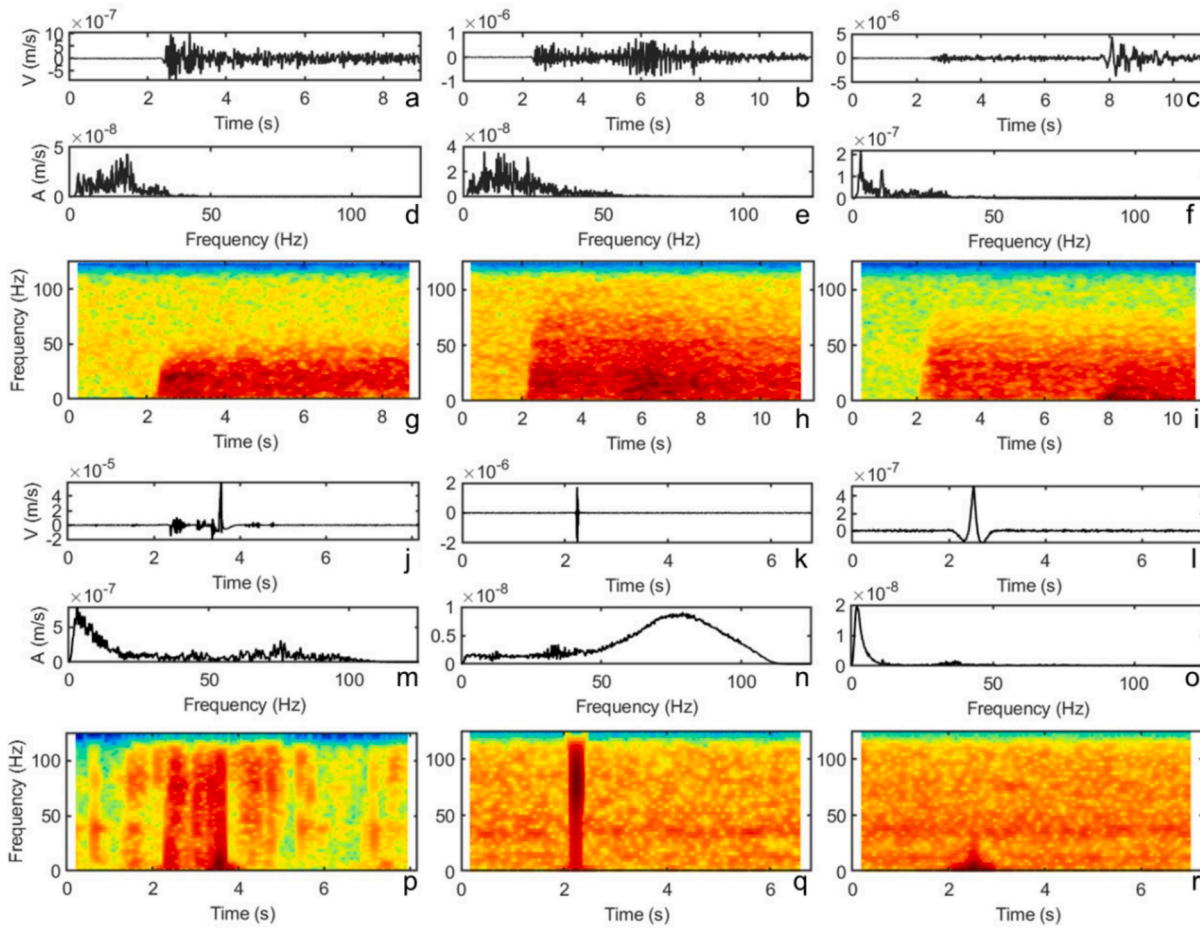 ×10-7 ×10-6 ×10-6
V (m/s) 10 5 0 -5 1 0 -1 5 0 -5
0 2 4 6 8 a 0 2 4 6 8 10 b 0 2 4 6 8 10 c
Time (s) Time (s) Time (s)
×10-8 ×10-8 ×10-7
A (m/s) 5 0 4 2 0 2 1 0
0 50 100 d 0 50 100 e 0 50 100 f
Frequency (Hz) Frequency (Hz) Frequency (Hz)
Frequency (Hz) 100 50 0 100 50 0 100 50 0
0 2 4 6 8 g 0 2 4 6 8 10 h 0 2 4 6 8 10 i
Time (s) Time (s) Time (s)
×10-5 ×10-6 ×10-7
V (m/s) 4 2 0 -2 2 0 -2 4 2 0
0 2 4 6 8 j 0 2 4 6 k 0 2 4 6 l
Time (s) Time (s) Time (s)
×10-7 ×10-8 ×10-8
A (m/s) 5 0 1 0.5 0 2 1 0
0 50 100 m 0 50 100 n 0 50 100 o
Frequency (Hz) Frequency (Hz) Frequency (Hz)
Frequency (Hz) 100 50 0 100 50 0 100 50 0
0 2 4 6 p 0 2 4 6 q 0 2 4 6 r
Time (s) Time (s) Time (s)